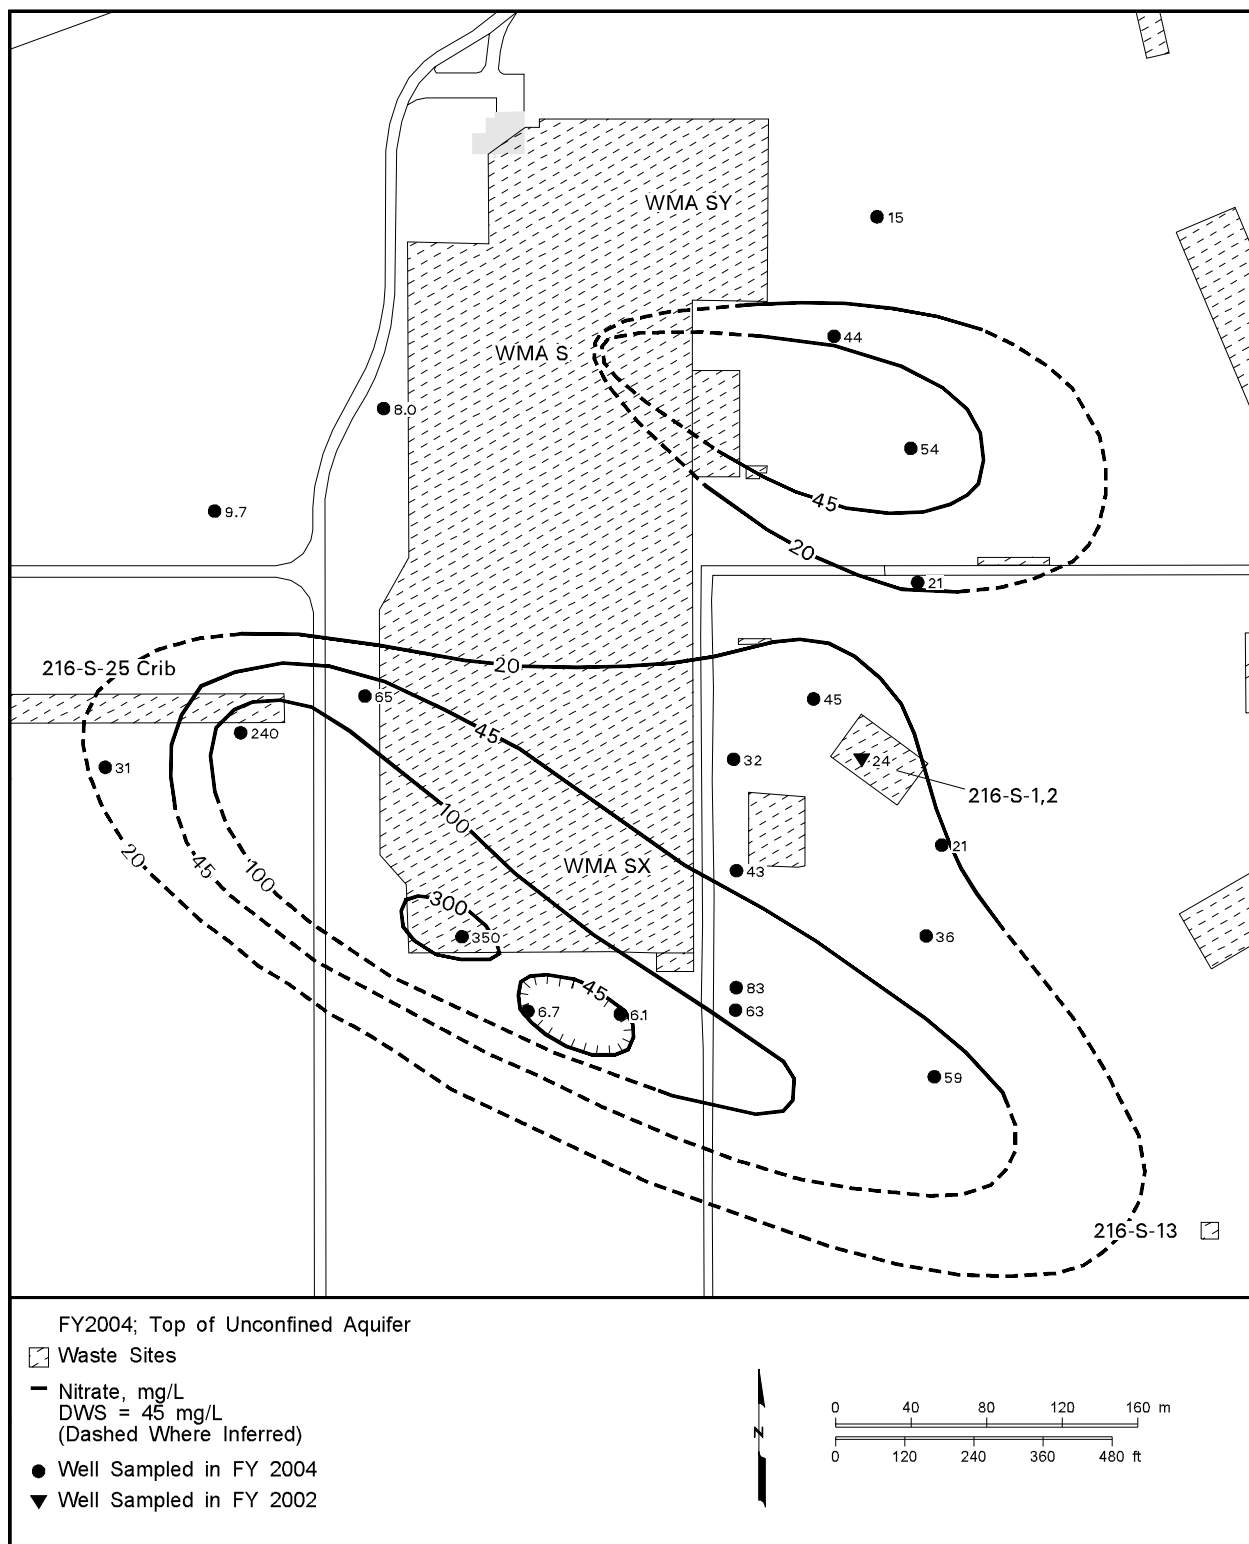 WMA SY
15
44
WMA S
8.0
54
45
9.7
20
21
216-S-25 Crib
20
65
45
45
240
31
32
24
216-S-1,2
100
20
45
100
WMA SX
21
43
300
350
36
45
83
6.7
6.1
63
59
216-S-13
FY2004; Top of Unconfined Aquifer
Waste Sites
Nitrate, mg/L
DWS = 45 mg/L
(Dashed Where Inferred)
Well Sampled in FY 2004
Well Sampled in FY 2002
N
0 40 80 120 160 m
0 120 240 360 480 ft